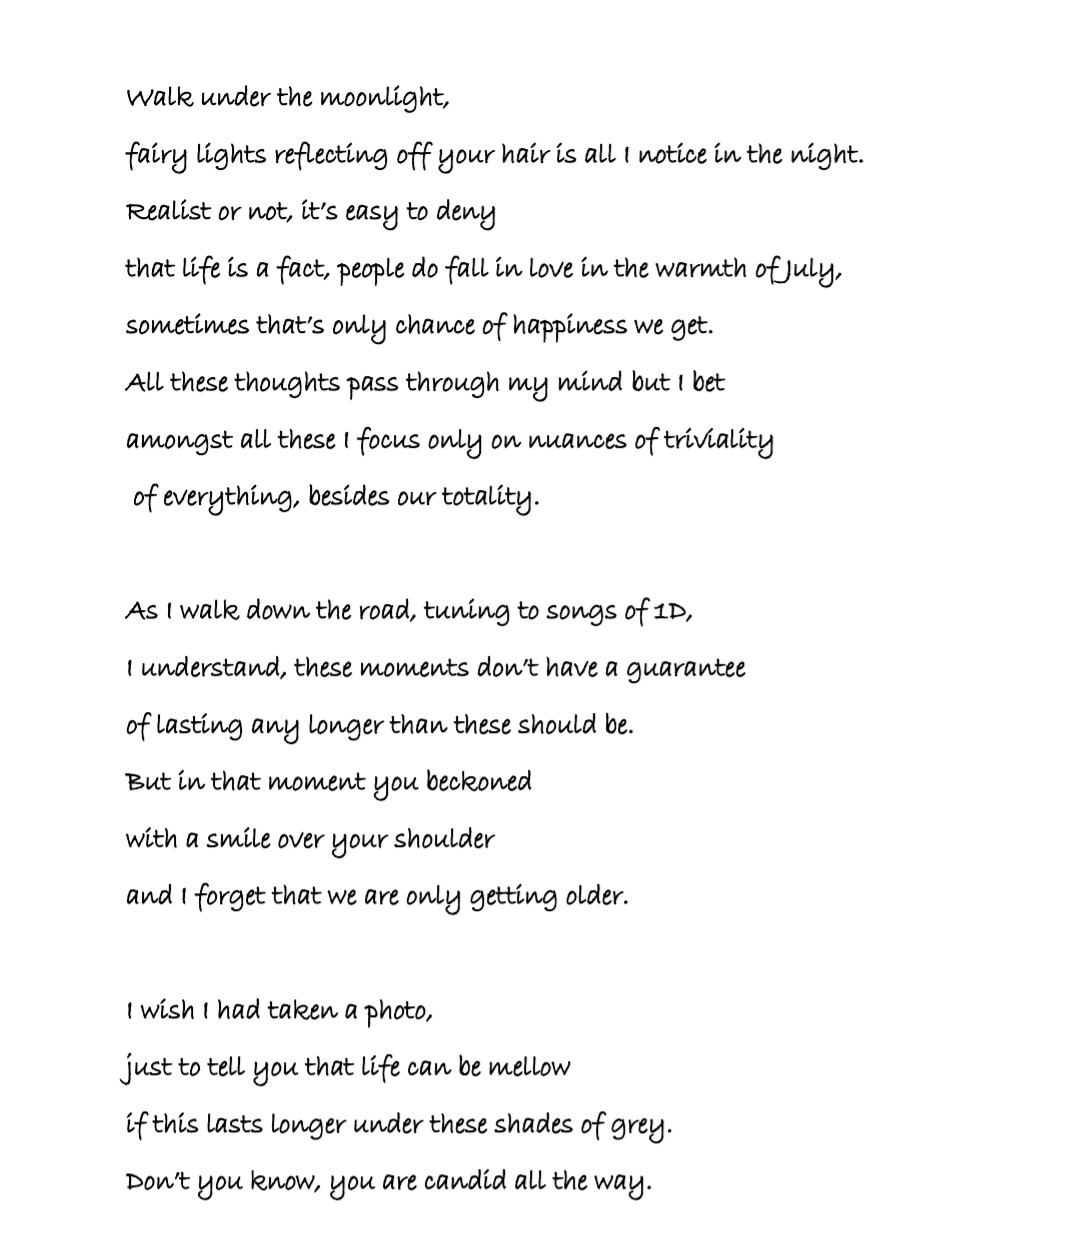 Walk under the moonlight,
fairy lights reflecting off your hair is all I notice in the night.
Realist or not, it's easy to deny
that life is a fact, people do fall in love in the warmth of July,
sometimes that's only chance of happiness we get.
All these thoughts pass through my mind but I bet
amongst all these I focus only on nuances of triviality
of everything, besides our totality.

As I walk down the road, tuning to songs of 1D,
I understand, these moments don't have a guarantee
of lasting any longer than these should be.
But in that moment you beckoned
with a smile over your shoulder
and I forget that we are only getting older.

I wish I had taken a photo,
just to tell you that life can be mellow
if this lasts longer under these shades of grey.
Don't you know, you are candid all the way.